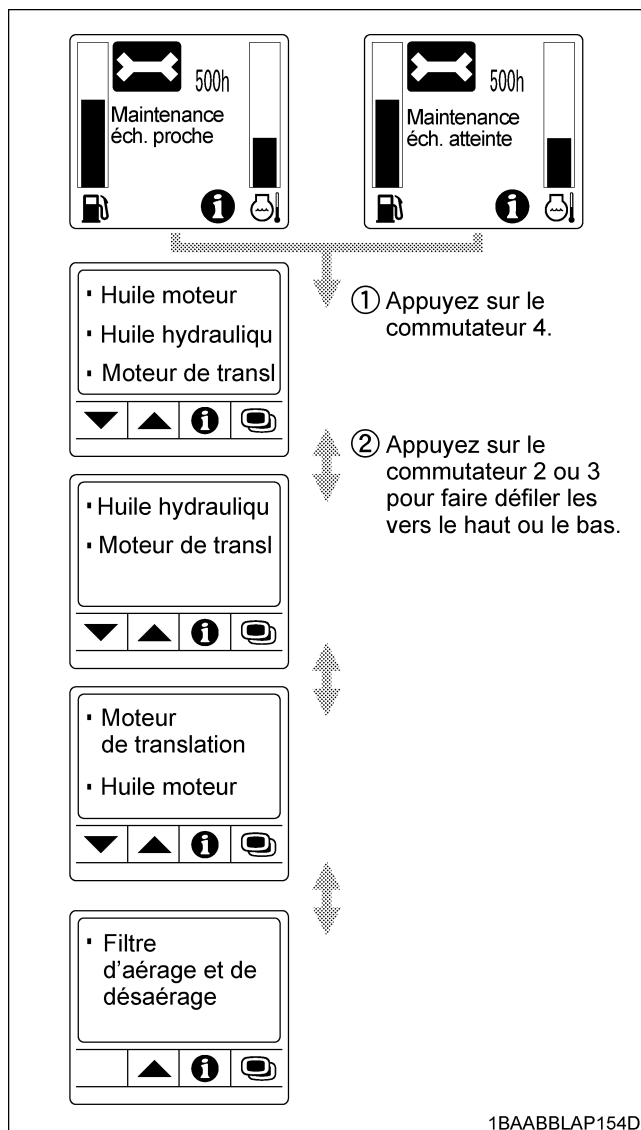 500h
Maintenance
éch. proche
500h
Maintenance
éch. atteinte
① Appuyez sur le
commutateur 4.
· Huile moteur
· Huile hydrauliqu
· Moteur de transl
② Appuyez sur le
commutateur 2 ou 3
pour faire défiler les
vers le haut ou le bas.
· Huile hydrauliqu
· Moteur de transl
· Moteur
de translation
· Huile moteur
· Filtre
d'aérage et de
désaérage
1BAABBLAP154D